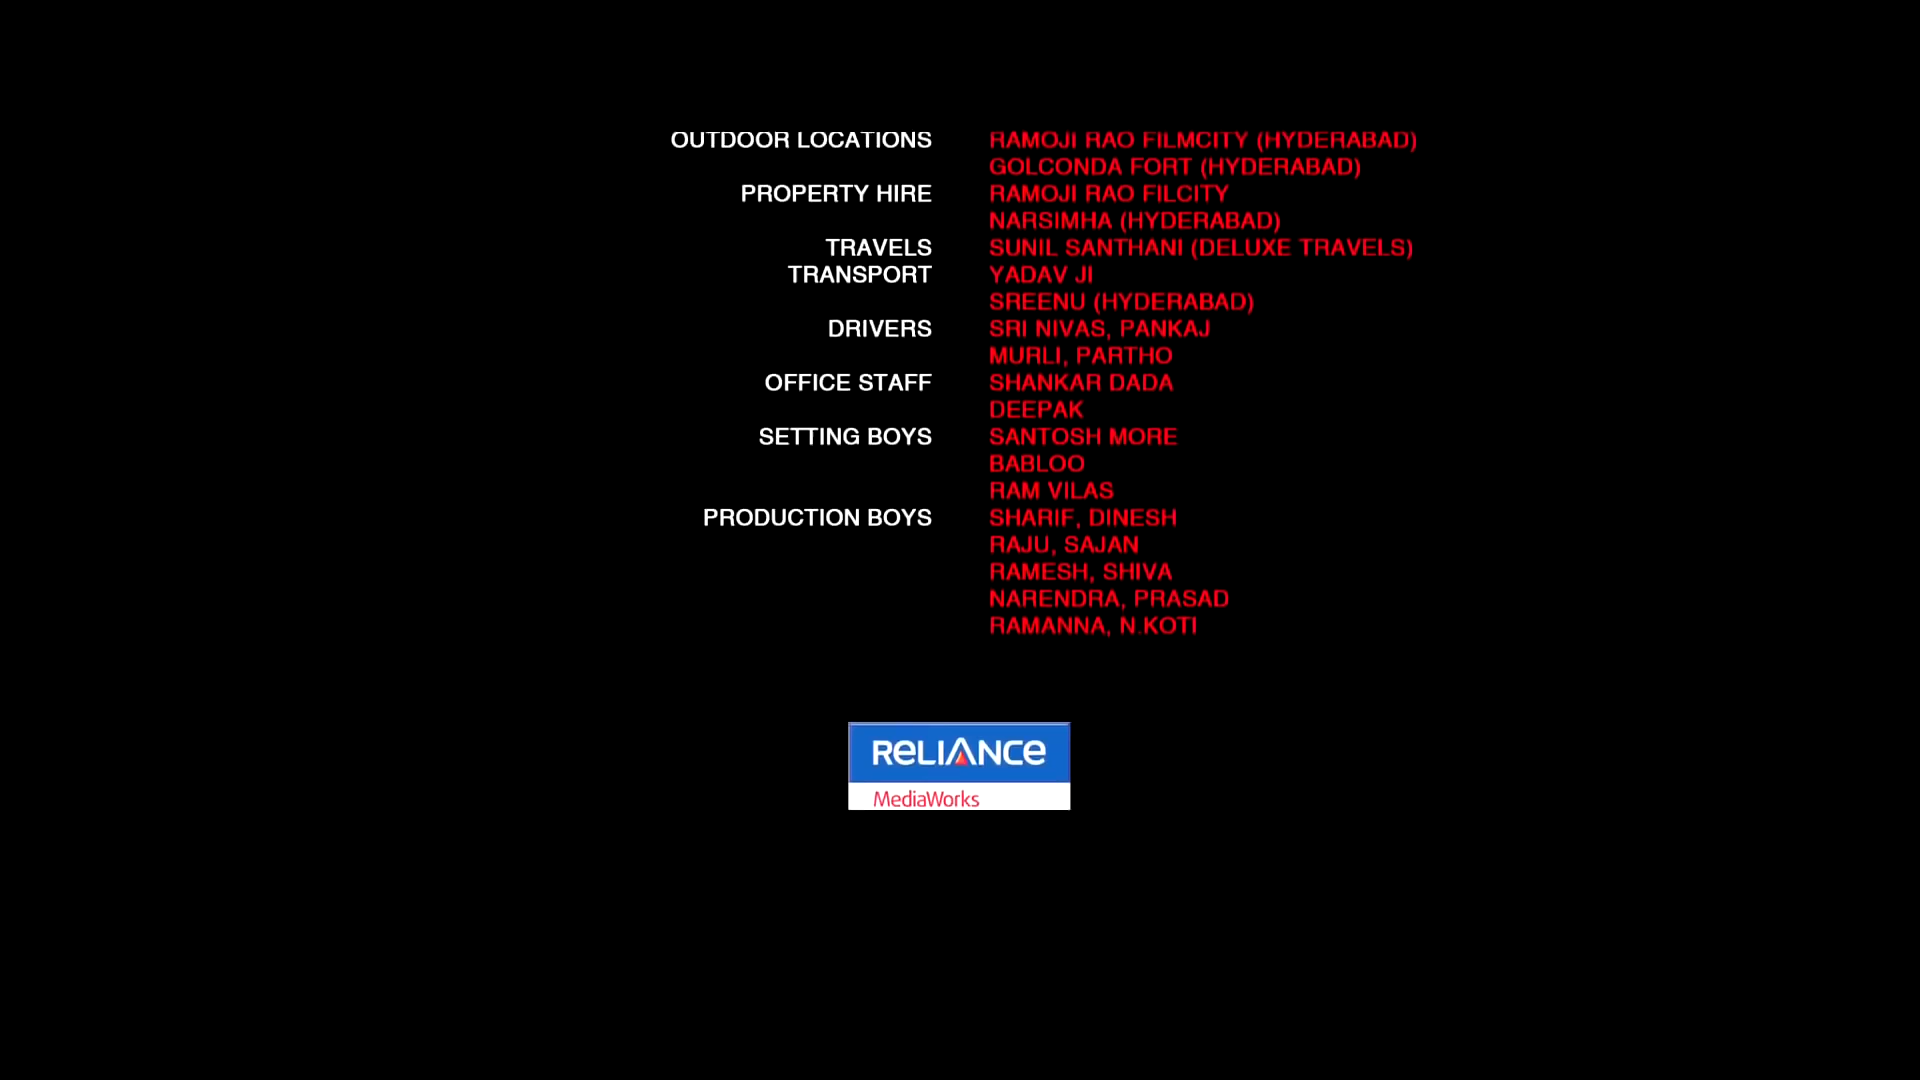 OUTDOOR LOCATIONS RAMOJI RAO FILMCITY (HYDERABAD)
GOLCONDA FORT (HYDERABAD)
PROPERTY HIRE RAMOJI RAO FILCITY
NARSIMHA (HYDERABAD)
TRAVELS SUNIL SANTHANI (DELUXE TRAVELS)
TRANSPORT YADAV JI
SREENU (HYDERABAD)
DRIVERS SRI NIVAS, PANKAJ
MURLI, PARTHO
OFFICE STAFF SHANKAR DADA
DEEPAK
SETTING BOYS SANTOSH MORE
BABLOO
RAM VILAS
PRODUCTION BOYS SHARIF, DINESH
RAJU, SAJAN
RAMESH, SHIVA
NARENDRA, PRASAD
RAMANNA, N.KOTI
RELIANCE
MediaWorks